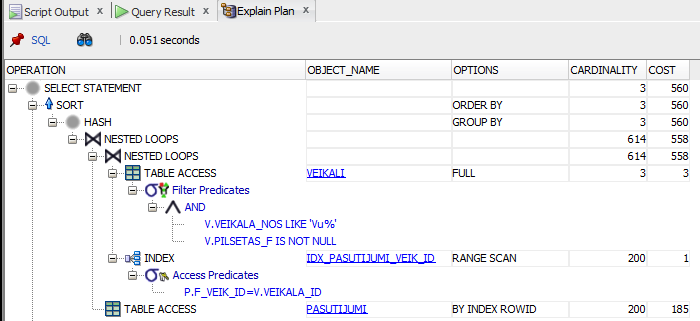 Script Output x Query Result x Explain Plan x
SQL 0.051 seconds
OPERATION OBJECT_NAME OPTIONS CARDINALITY COST
SELECT STATEMENT 3 560
SORT ORDER BY 3 560
HASH GROUP BY 3 560
NESTED LOOPS 614 558
NESTED LOOPS 614 558
TABLE ACCESS VEIKALI FULL 3 3
Filter Predicates
AND
V.VEIKALA_NOS LIKE 'Vu%'
V.PILSETAS_F IS NOT NULL
INDEX IDX_PASUTIJUMI_VEIK_ID RANGE SCAN 200 1
Access Predicates
P.F_VEIK_ID=V.VEIKALA_ID
TABLE ACCESS PASUTIJUMI BY INDEX ROWID 200 185